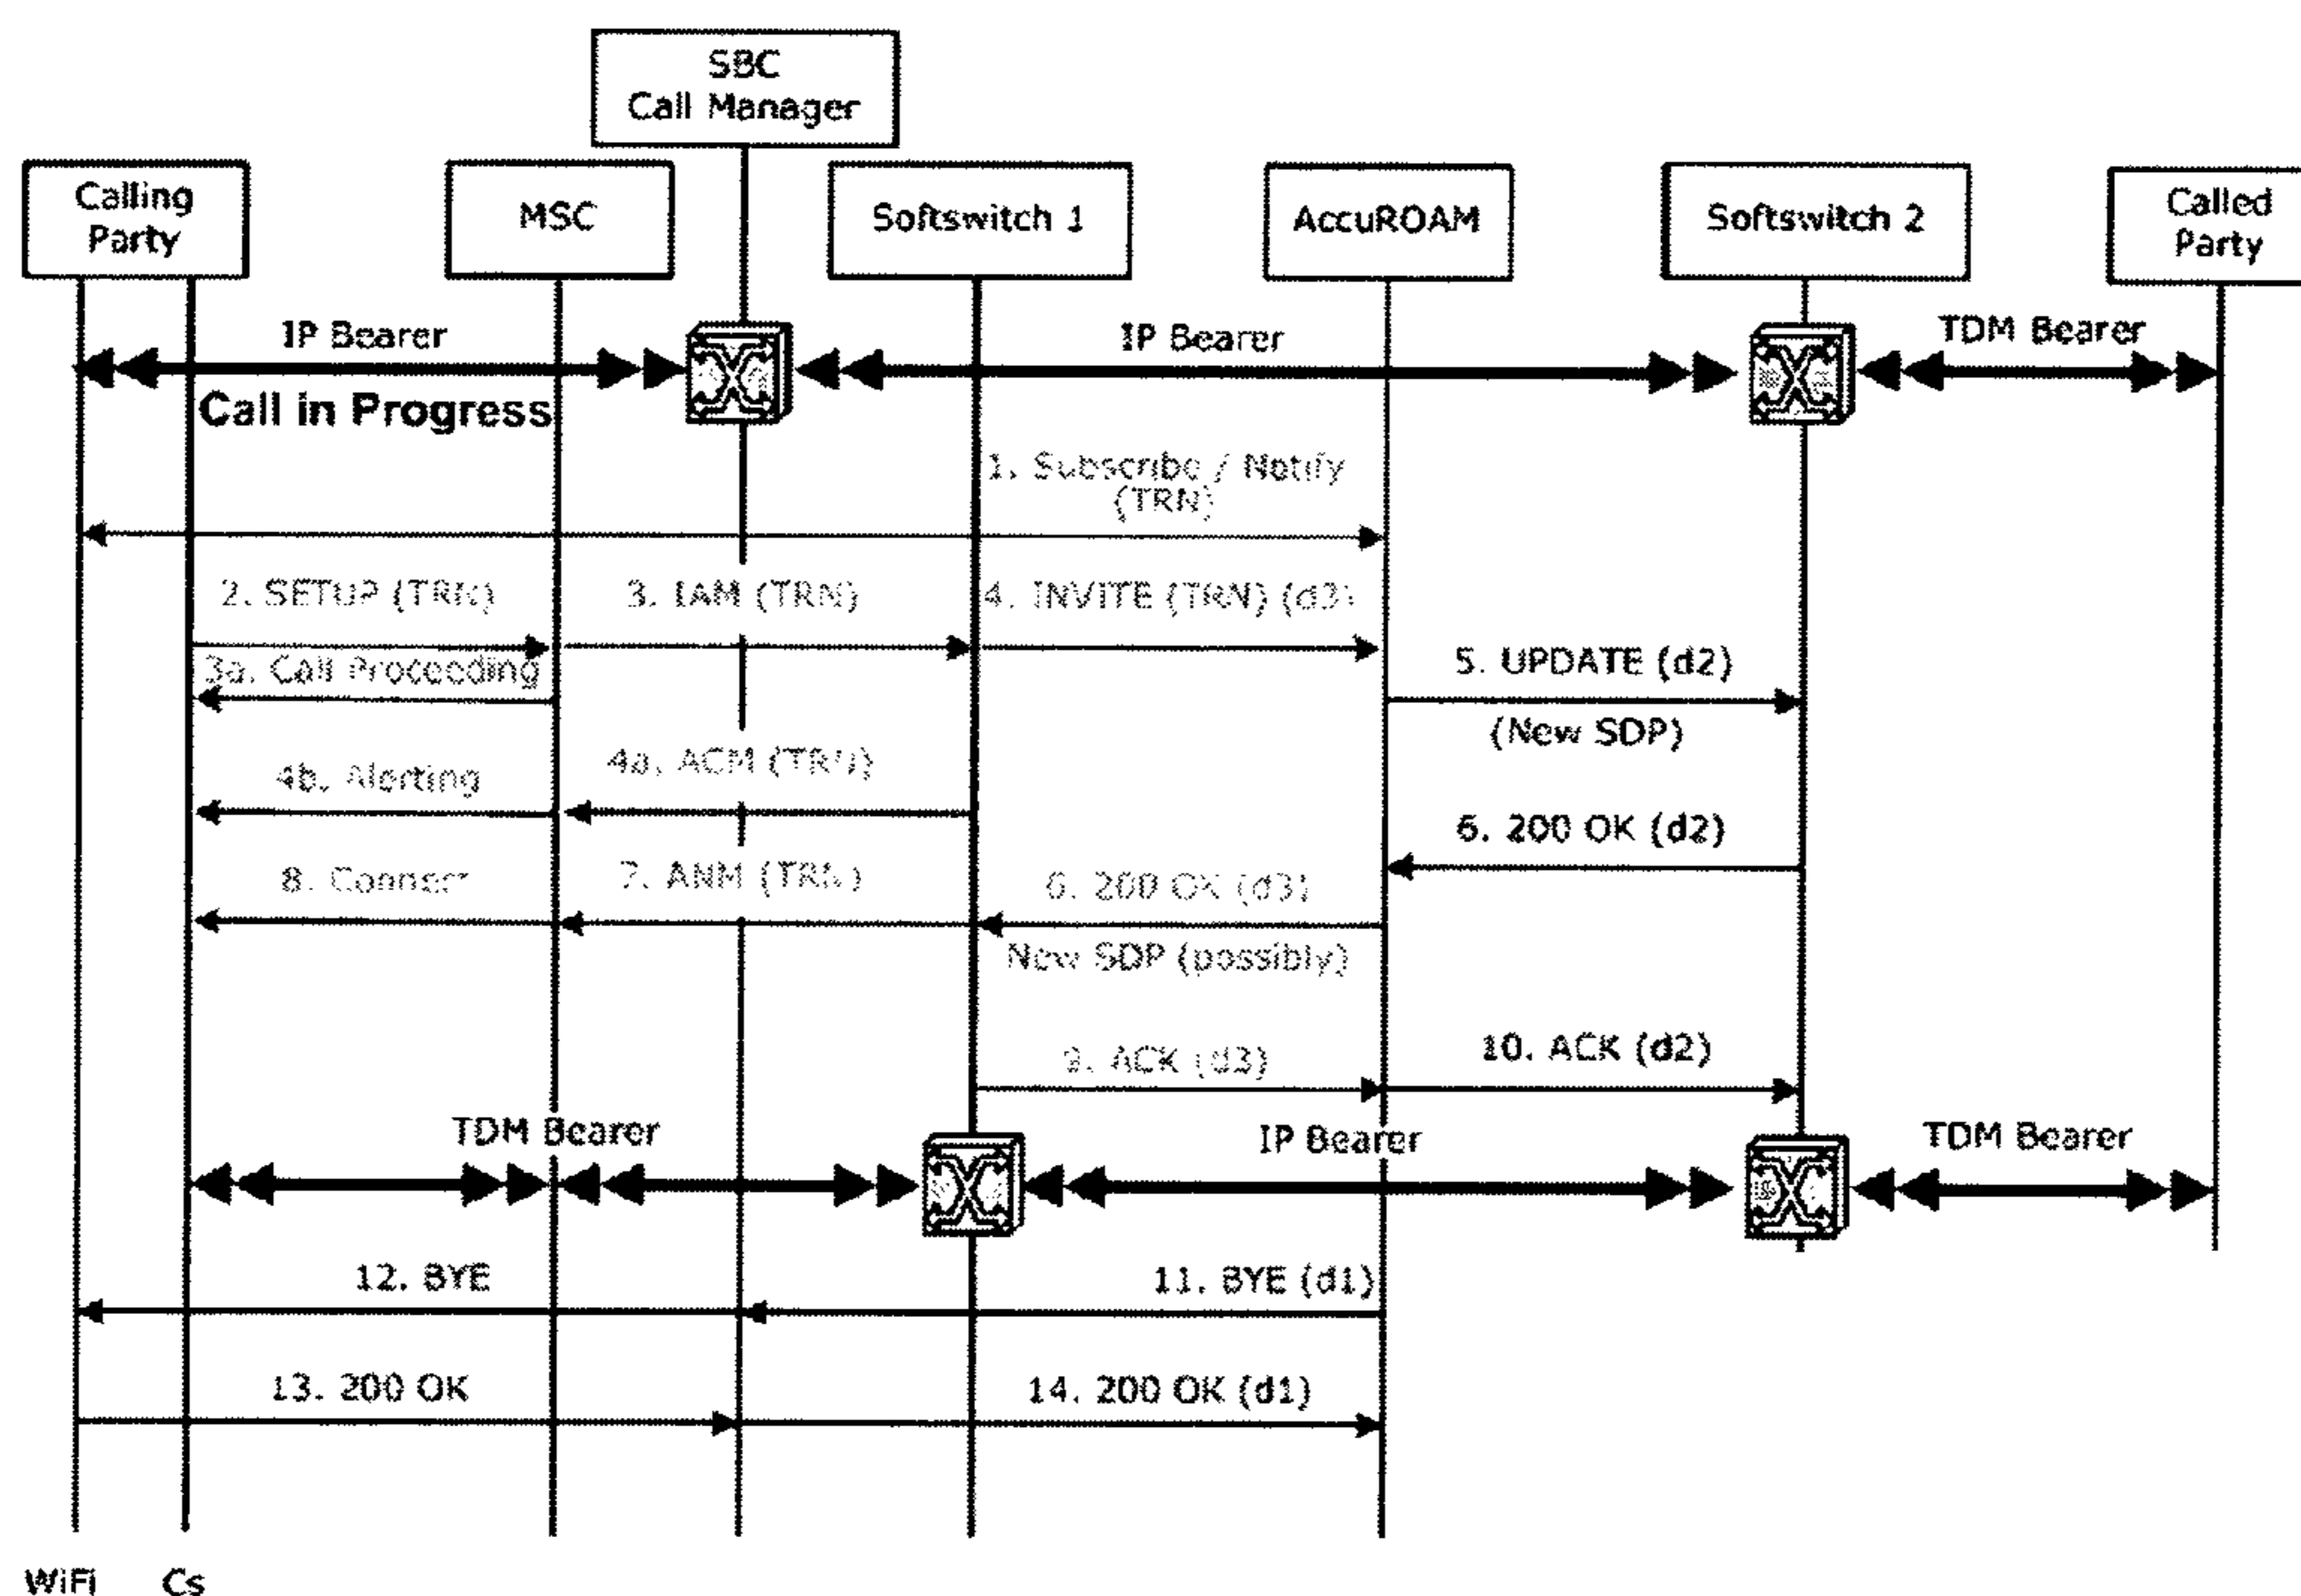 SBC
Call Manager
Calling
Party
MSC
Softswitch 1
AccuROAM
Softswitch 2
Called
Party
IP Bearer
IP Bearer
TDM Bearer
Call in Progress
1. Subscribe / Notify
(TRN)
2. SETUP (TRN)
3. IAM (TRN)
4. INVITE (TRN) (d3)
3a. Call Proceeding
5. UPDATE (d2)
(New SDP)
4b. Alerting
4a. ACM (TRN)
6. 200 OK (d2)
8. Connect
7. ANM (TRN)
6. 200 OK (d3)
New SDP (possibly)
9. ACK (d3)
10. ACK (d2)
TDM Bearer
IP Bearer
TDM Bearer
12. BYE
11. BYE (d1)
13. 200 OK
14. 200 OK (d1)
WiFi
Cs